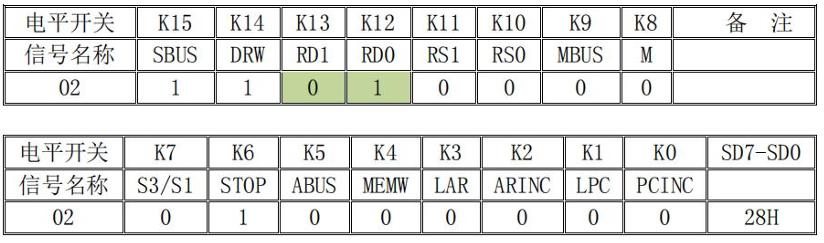 电平开关 K15 K14 K13 K12 K11 K10 K9 K8 备 注
信号名称 SBUS DRW RD1 RD0 RS1 RS0 MBUS M
02 1 1 0 1 0 0 0 0
电平开关 K7 K6 K5 K4 K3 K2 K1 K0 SD7-SD0
信号名称 S3/S1 STOP ABUS MEMW LAR ARINC LPC PCINC
02 0 1 0 0 0 0 0 0 28H